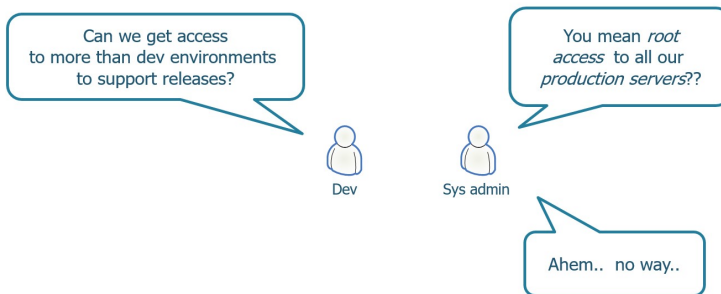 Can we get access
to more than dev environments
to support releases?
You mean root
access to all our
production servers??
Dev
Sys admin
Ahem.. no way..